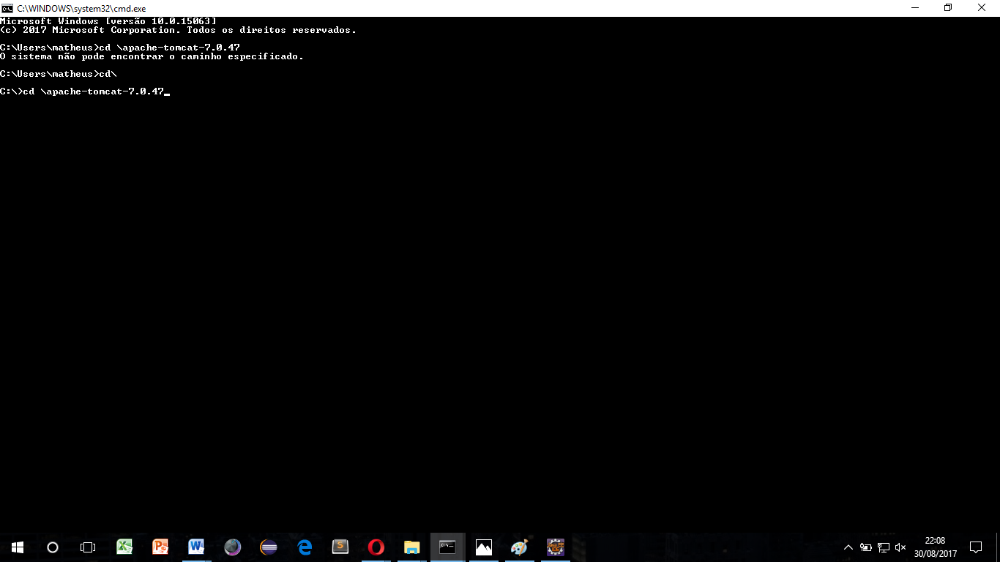 C:\WINDOWS\system32\cmd.exe
Microsoft Windows [versão 10.0.15063]
(c) 2017 Microsoft Corporation. Todos os direitos reservados.
C:\Users\matheus>cd \apache-tomcat-7.0.47
O sistema não pode encontrar o caminho especificado.
C:\Users\matheus>cd\
C:\>cd \apache-tomcat-7.0.47
22:08
30/08/2017